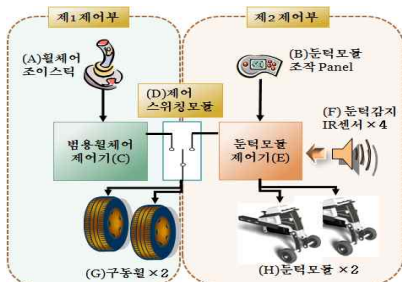 제1제어부
제2제어부
(A)휠체어
조이스틱
(B)둔턱모듈
조작 Panel
(D)제어
스위칭모듈
(F) 둔턱감지
IR센서×4
범용휠체어
제어기(C)
둔턱모듈
제어기(E)
(G)구동휠×2
(H)둔턱모듈×2